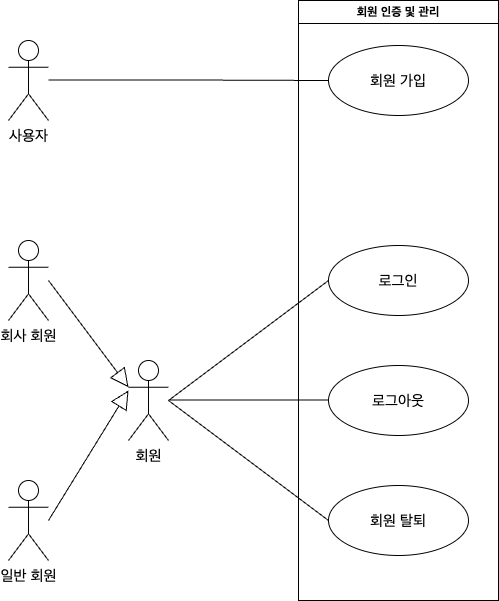 회원 인증 및 관리
회원 가입
사용자
로그인
회사 회원
로그아웃
회원
회원 탈퇴
일반 회원